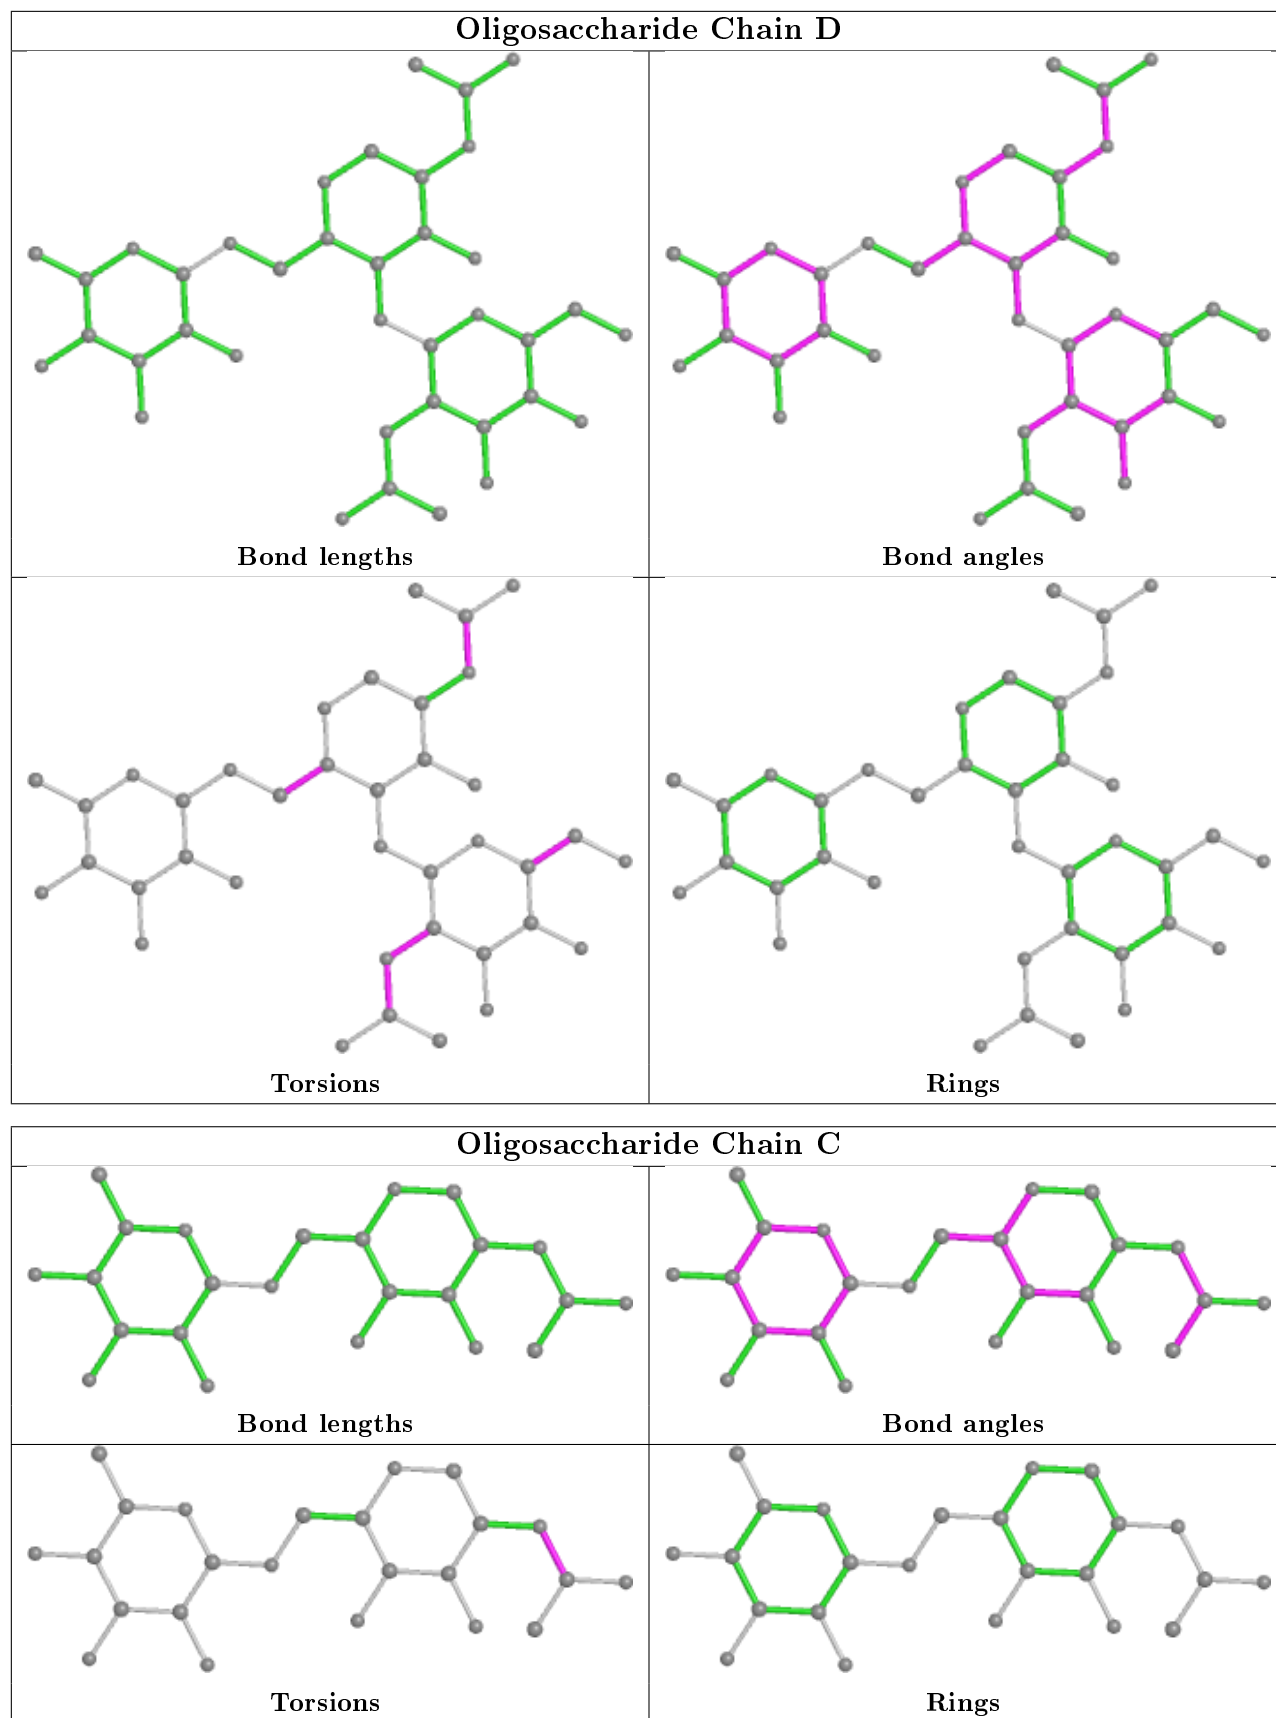 Oligosaccharide Chain D
Bond lengths
Bond angles
Torsions
Rings
Oligosaccharide Chain C
Bond lengths
Bond angles
Torsions
Rings